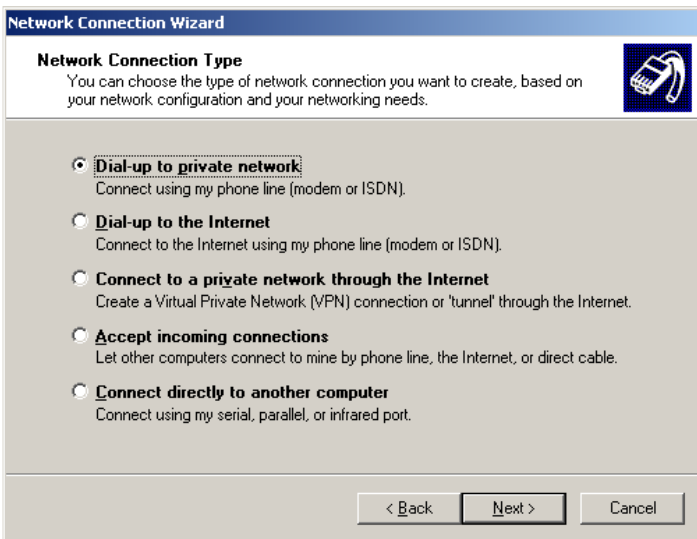 Network Connection Wizard
Network Connection Type
You can choose the type of network connection you want to create, based on
your network configuration and your networking needs.
Dial-up to private network
Connect using my phone line (modem or ISDN).
Dial-up to the Internet
Connect to the Internet using my phone line (modem or ISDN).
Connect to a private network through the Internet
Create a Virtual Private Network (VPN) connection or 'tunnel' through the Internet.
Accept incoming connections
Let other computers connect to mine by phone line, the Internet, or direct cable.
Connect directly to another computer
Connect using my serial, parallel, or infrared port.
< Back Next > Cancel